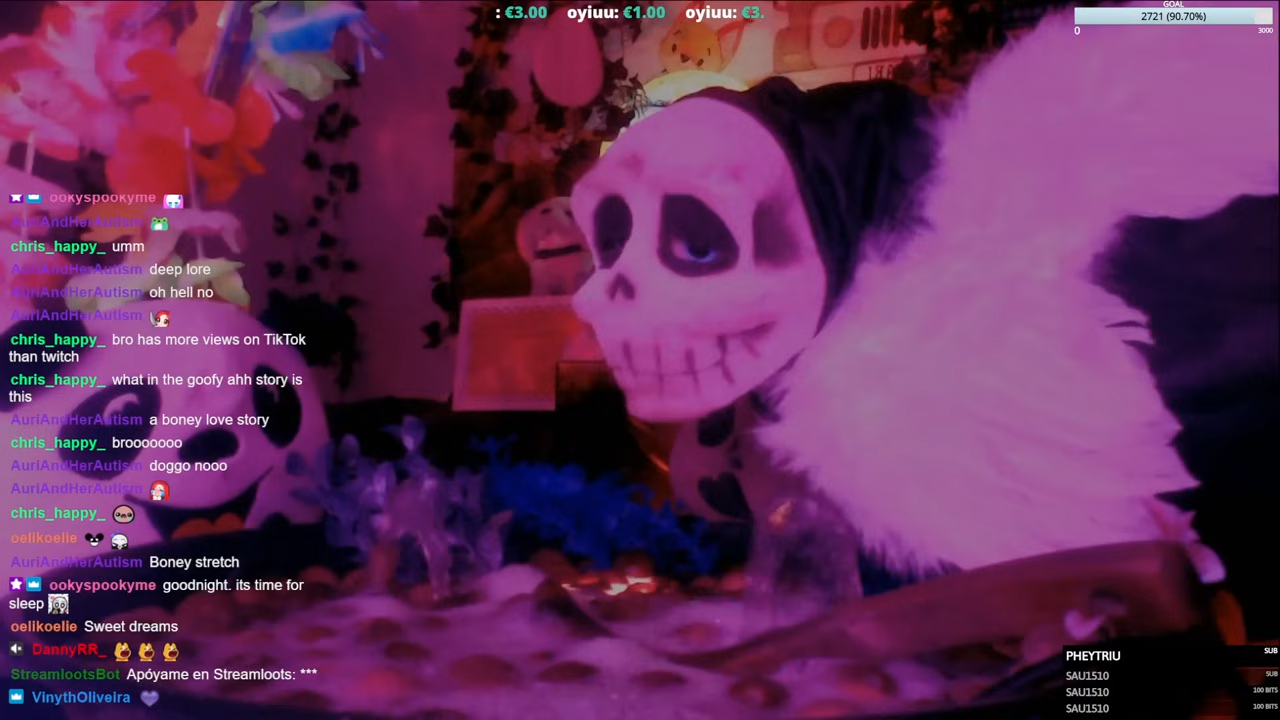 : €3.00 oyiuu: €1.00 oyiuu: €3.
GOAL
2721 (90.70%)
0 3000
ookyspookyme
AuriAndHerAutism
chris_happy_ umm
AuriAndHerAutism deep lore
AuriAndHerAutism oh hell no
AuriAndHerAutism
chris_happy_ bro has more views on TikTok
than twitch
chris_happy_ what in the goofy ahh story is
this
AuriAndHerAutism a boney love story
chris_happy_ brooooooo
AuriAndHerAutism doggo nooo
AuriAndHerAutism
chris_happy_
oelikoelie
AuriAndHerAutism Boney stretch
ookyspookyme goodnight. its time for
sleep
oelikoelie Sweet dreams
DannyRR_
StreamlootsBot Apóyame en Streamloots: ***
VinythOliveira
PHEYTRIU SUB
SAU1510 SUB
SAU1510 100 BITS
SAU1510 100 BITS